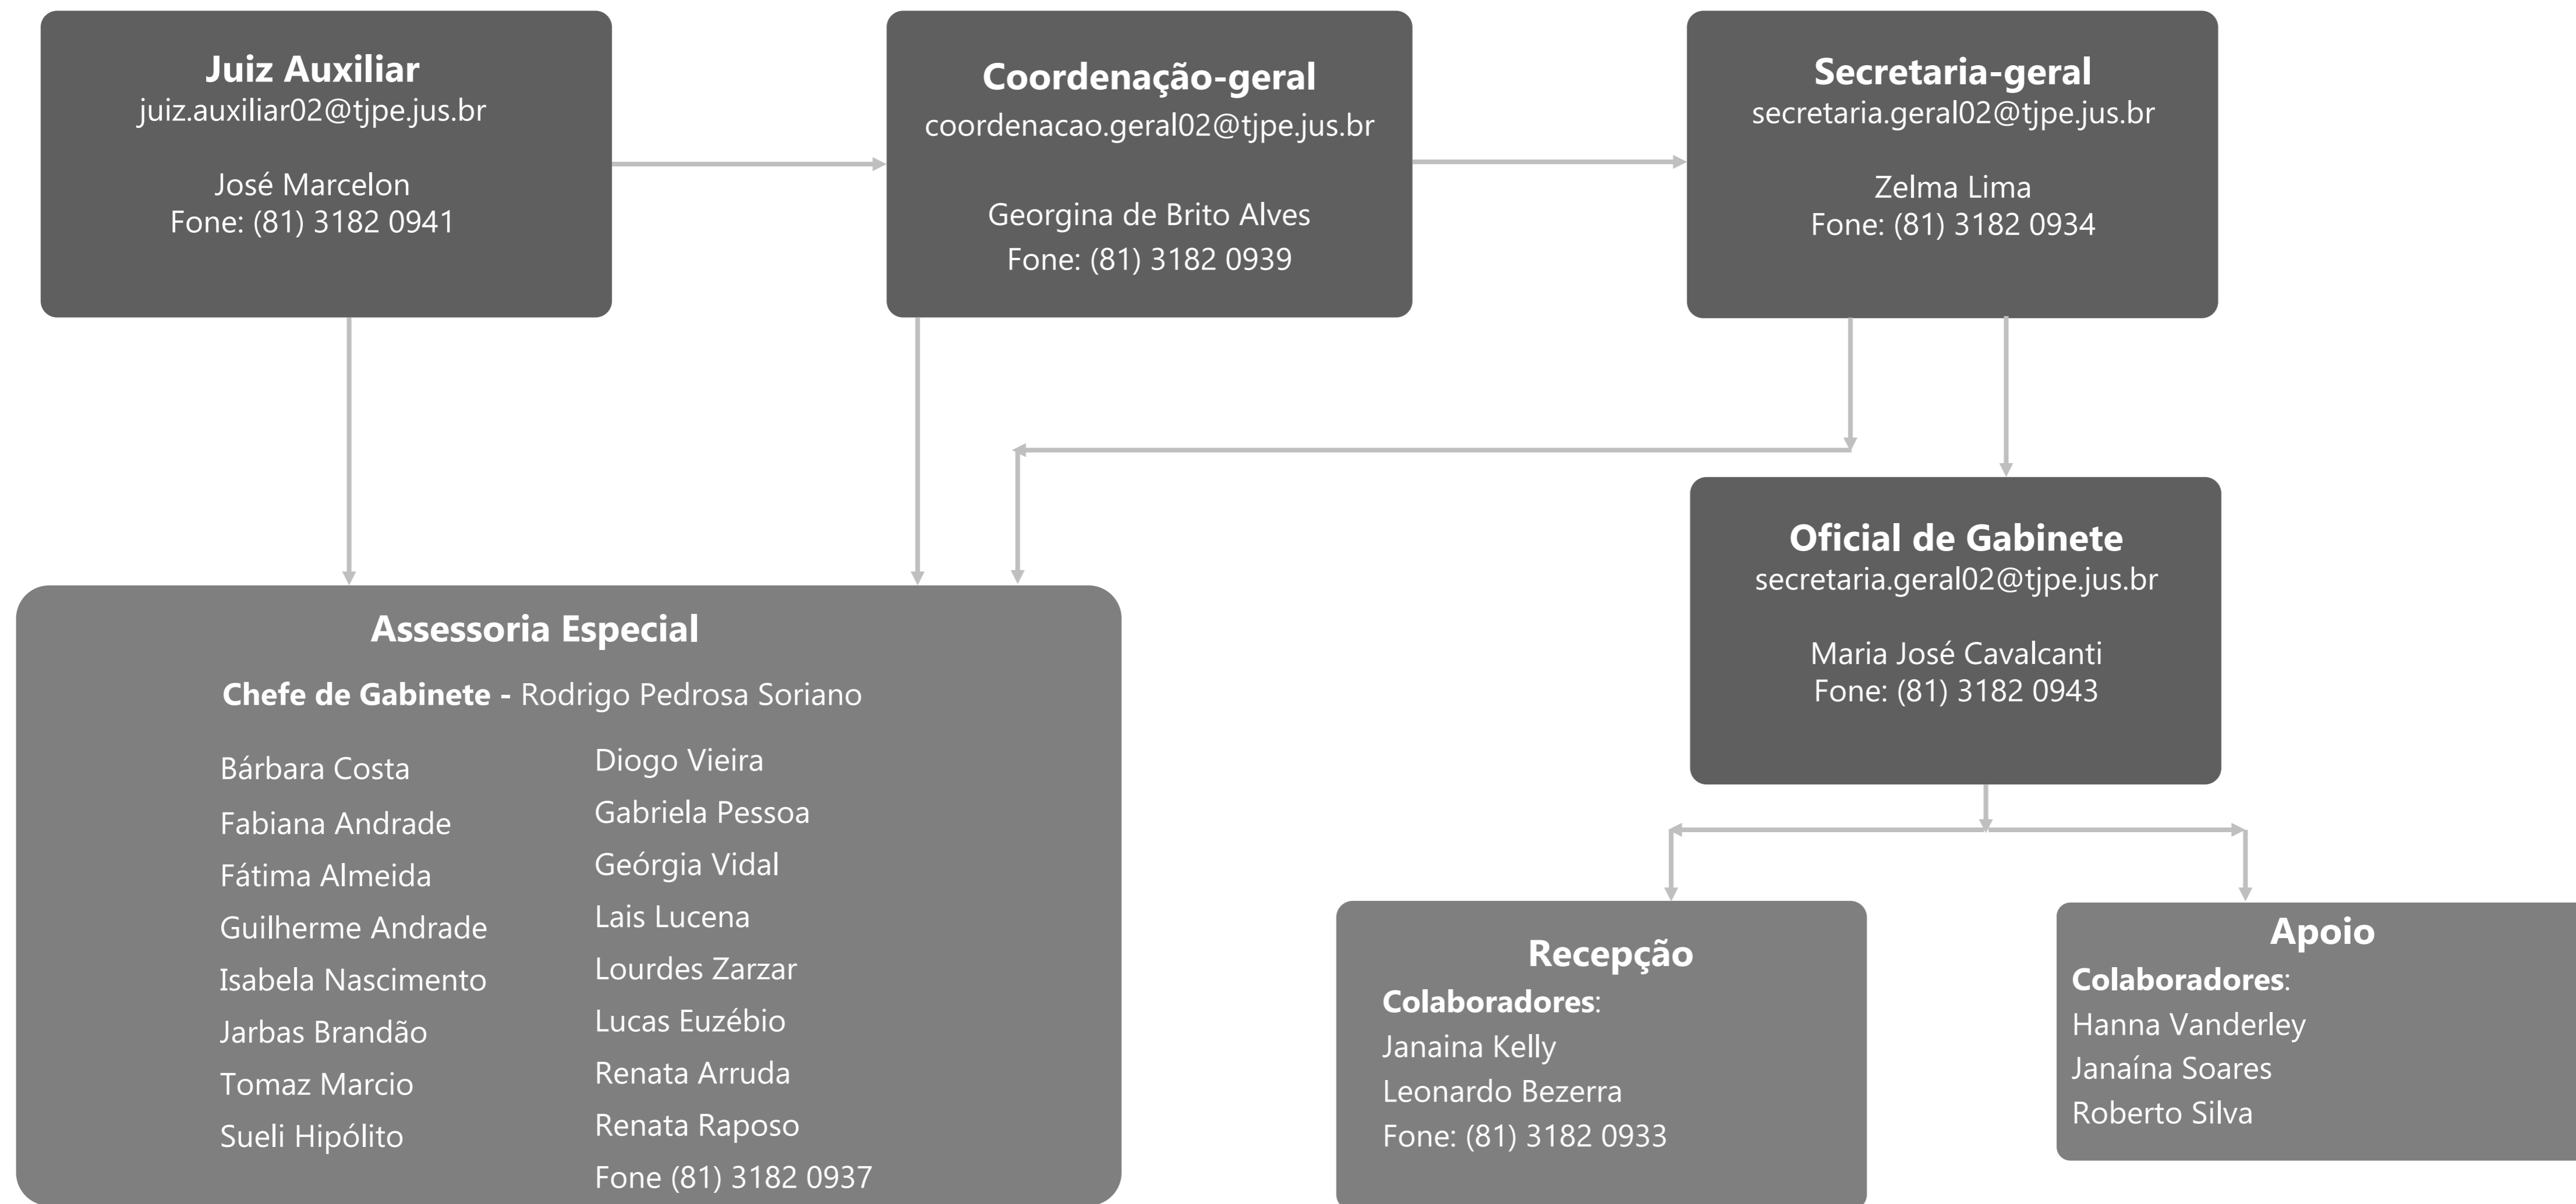 Juiz Auxiliar
juiz.auxiliar02@tjpe.jus.br
José Marcelon
Fone: (81) 3182 0941
Coordenação-geral
coordenacao.geral02@tjpe.jus.br
Georgina de Brito Alves
Fone: (81) 3182 0939
Secretaria-geral
secretaria.geral02@tjpe.jus.br
Zelma Lima
Fone: (81) 3182 0934
Oficial de Gabinete
secretaria.geral02@tjpe.jus.br
Maria José Cavalcanti
Fone: (81) 3182 0943
Assessoria Especial
Chefe de Gabinete - Rodrigo Pedrosa Soriano
Bárbara Costa
Fabiana Andrade
Fátima Almeida
Guilherme Andrade
Isabela Nascimento
Jarbas Brandão
Tomaz Marcio
Sueli Hipólito
Diogo Vieira
Gabriela Pessoa
Geórgia Vidal
Lais Lucena
Lourdes Zarzar
Lucas Euzébio
Renata Arruda
Renata Raposo
Fone (81) 3182 0937
Recepção
Colaboradores:
Janaina Kelly
Leonardo Bezerra
Fone: (81) 3182 0933
Apoio
Colaboradores:
Hanna Vanderley
Janaína Soares
Roberto Silva